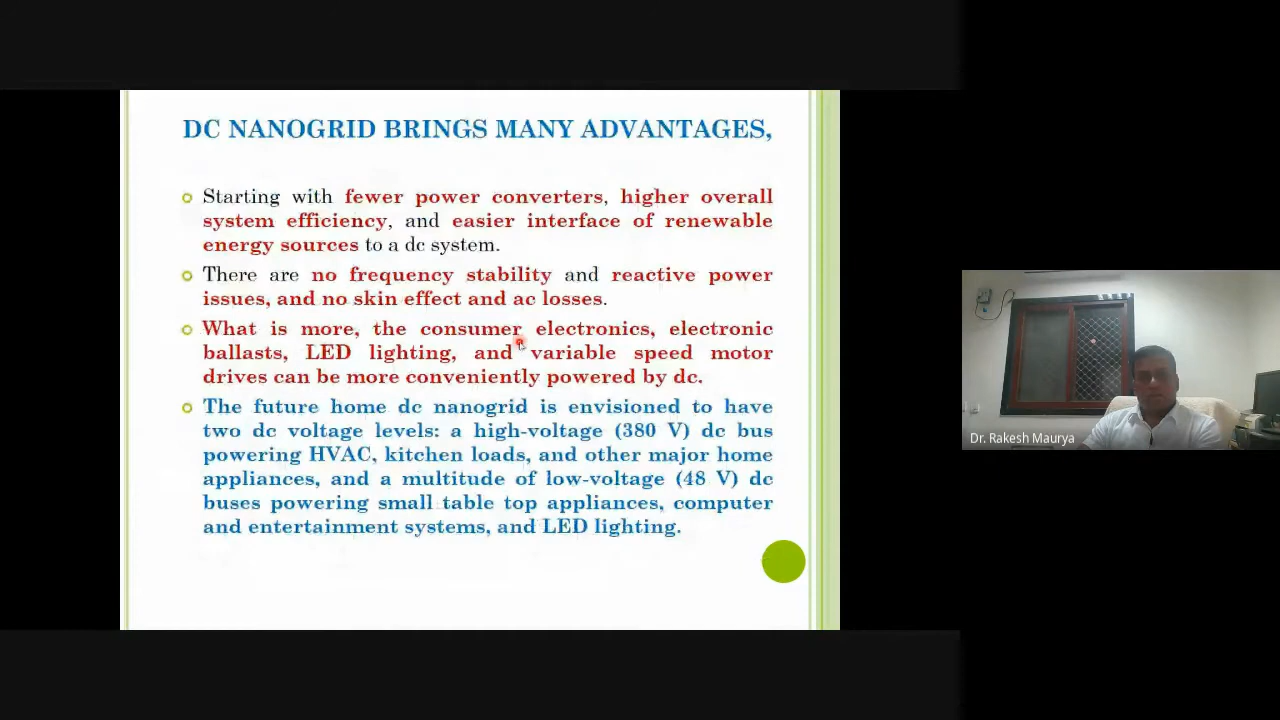 DC NANOGRID BRINGS MANY ADVANTAGES,
Starting with fewer power converters, higher overall
system efficiency, and easier interface of renewable
energy sources to a dc system.
There are no frequency stability and reactive power
issues, and no skin effect and ac losses.
What is more, the consumer electronics, electronic
ballasts, LED lighting, and variable speed motor
drives can be more conveniently powered by dc.
The future home dc nanogrid is envisioned to have
two dc voltage levels: a high-voltage (380 V) dc bus
powering HVAC, kitchen loads, and other major home
appliances, and a multitude of low-voltage (48 V) dc
buses powering small table top appliances, computer
and entertainment systems, and LED lighting.
Dr. Rakesh Maurya